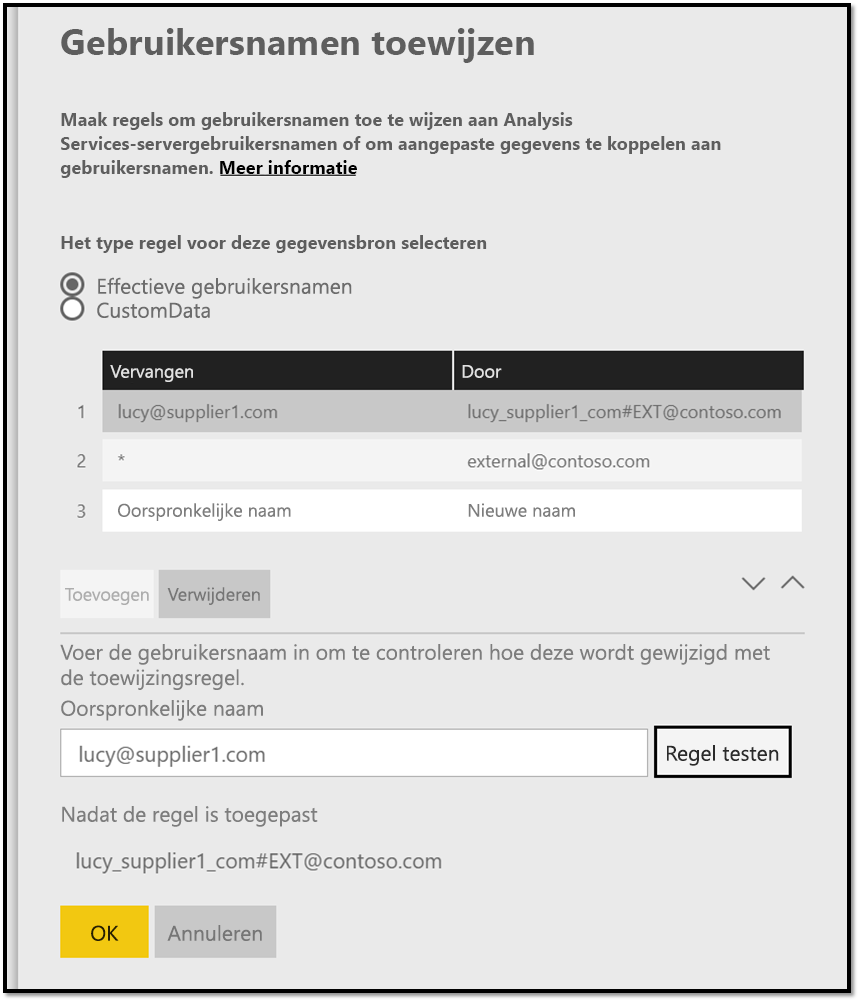 Gebruikersnamen toewijzen
Maak regels om gebruikersnamen toe te wijzen aan Analysis
Services-servergebruikersnamen of om aangepaste gegevens te koppelen aan
gebruikersnamen. Meer informatie
Het type regel voor deze gegevensbron selecteren
Effectieve gebruikersnamen
CustomData
Vervangen Door
1 lucy@supplier1.com lucy_supplier1_com#EXT@contoso.com
2 * external@contoso.com
3 Oorspronkelijke naam Nieuwe naam
Toevoegen Verwijderen
Voer de gebruikersnaam in om te controleren hoe deze wordt gewijzigd met
de toewijzingsregel.
Oorspronkelijke naam
lucy@supplier1.com Regel testen
Nadat de regel is toegepast
lucy_supplier1_com#EXT@contoso.com
OK Annuleren